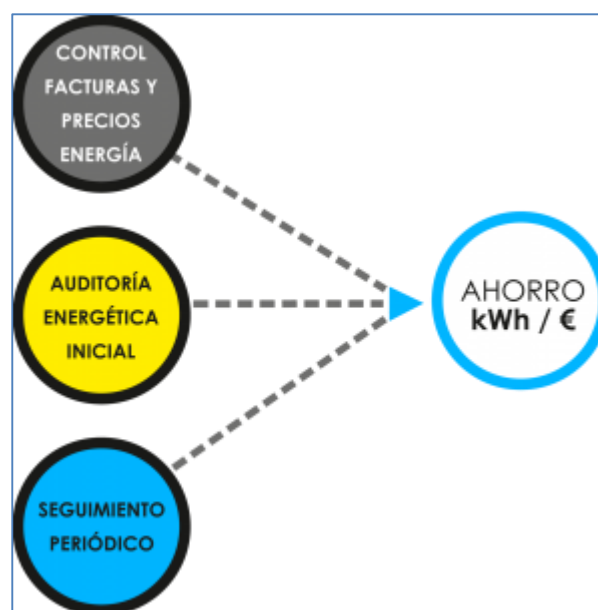 CONTROL
FACTURAS Y
PRECIOS
ENERGÍA
AUDITORÍA
ENERGÉTICA
INICIAL
SEGUIMIENTO
PERIÓDICO
AHORRO
kWh / €